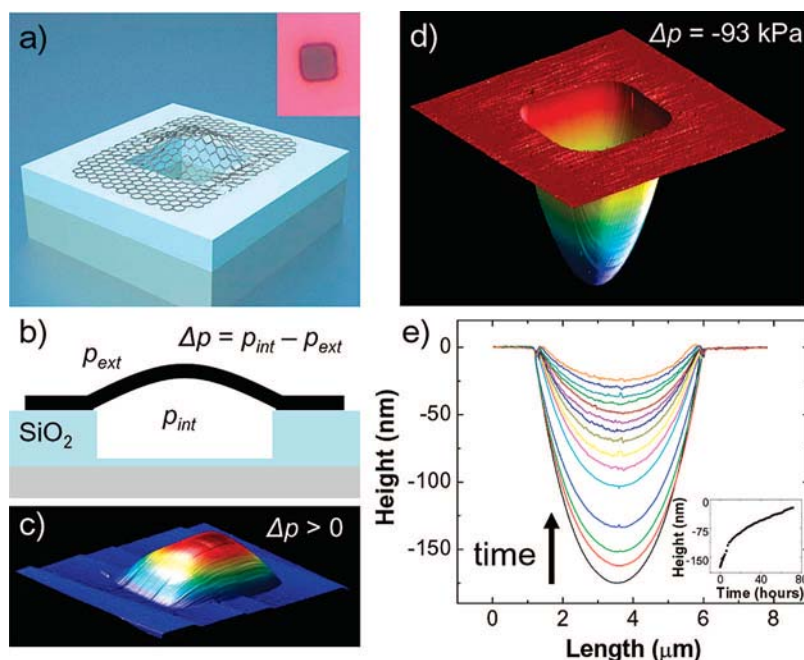 a)
b)
Δp = p_int – p_ext
p_ext
p_int
SiO₂
c)
Δp > 0
d)
Δp = -93 kPa
e)
Height (nm)
0
-50
-100
-150
time
0
2
4
6
8
Length (μm)
Height (nm)
0
-75
-150
0
40
80
Time (hours)